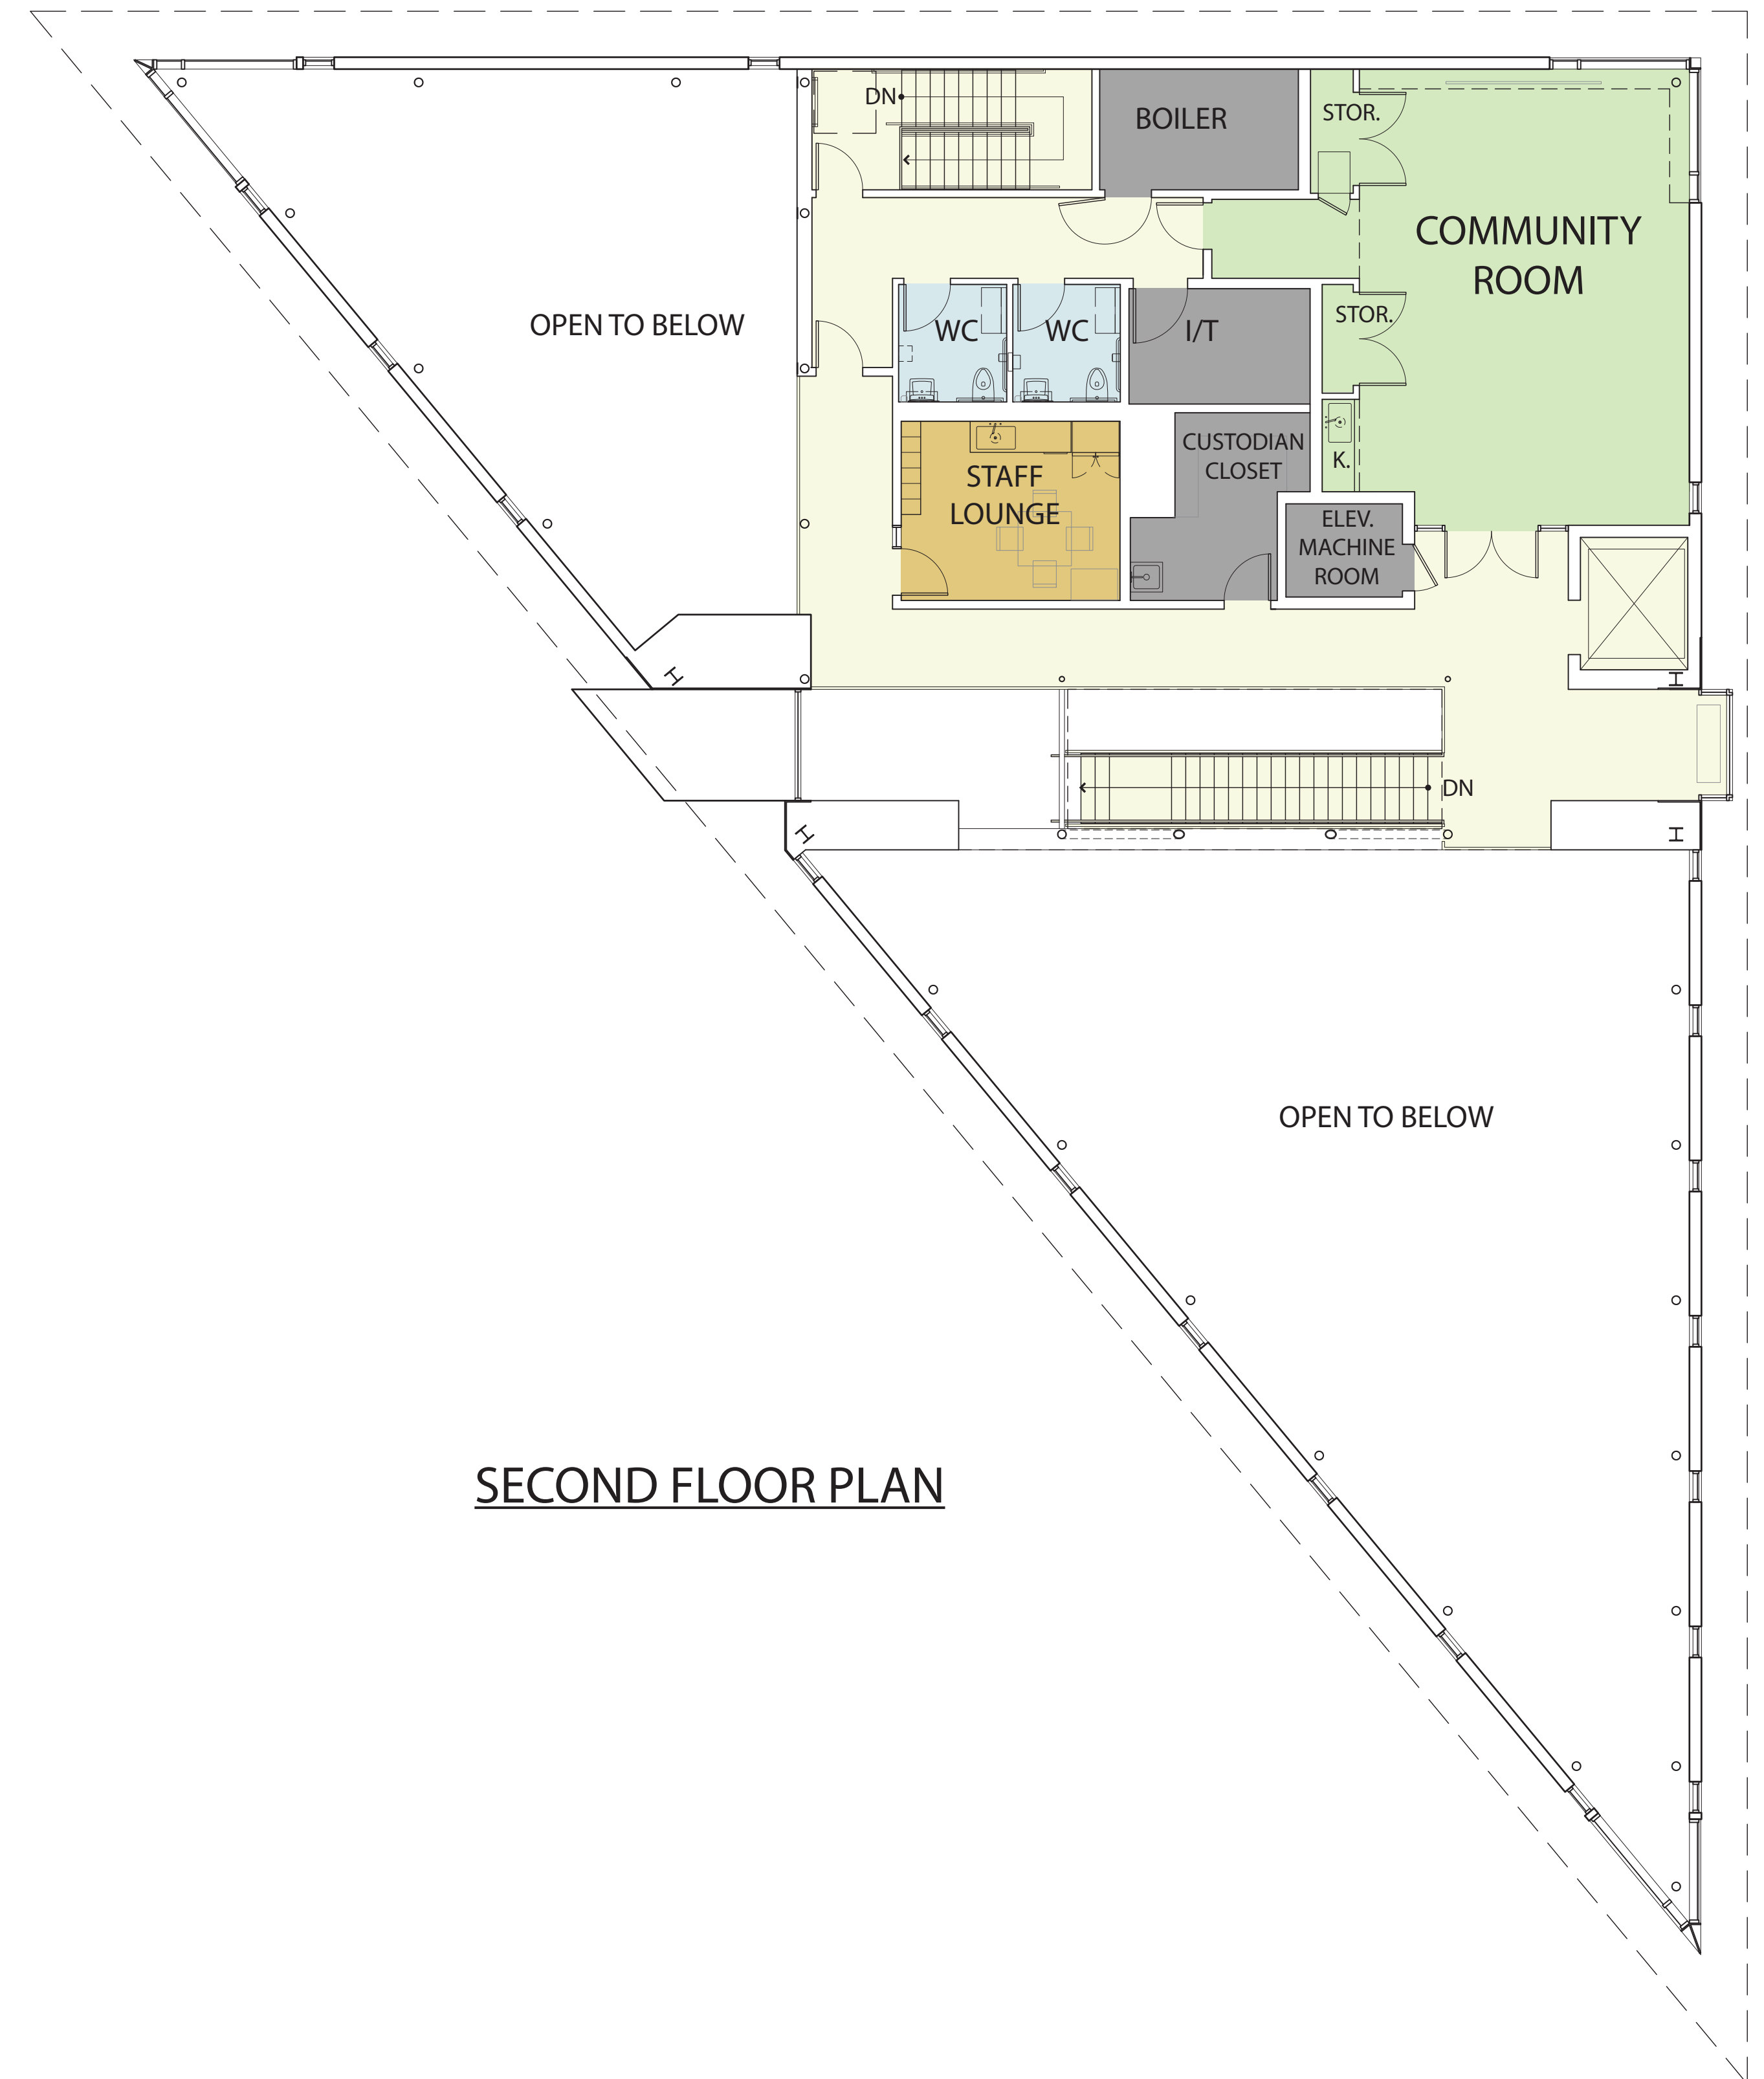 DN
BOILER
STOR.
COMMUNITY
ROOM
OPEN TO BELOW
WC
WC
I/T
STOR.
CUSTODIAN
CLOSET
K.
STAFF
LOUNGE
ELEV.
MACHINE
ROOM
DN
OPEN TO BELOW
SECOND FLOOR PLAN